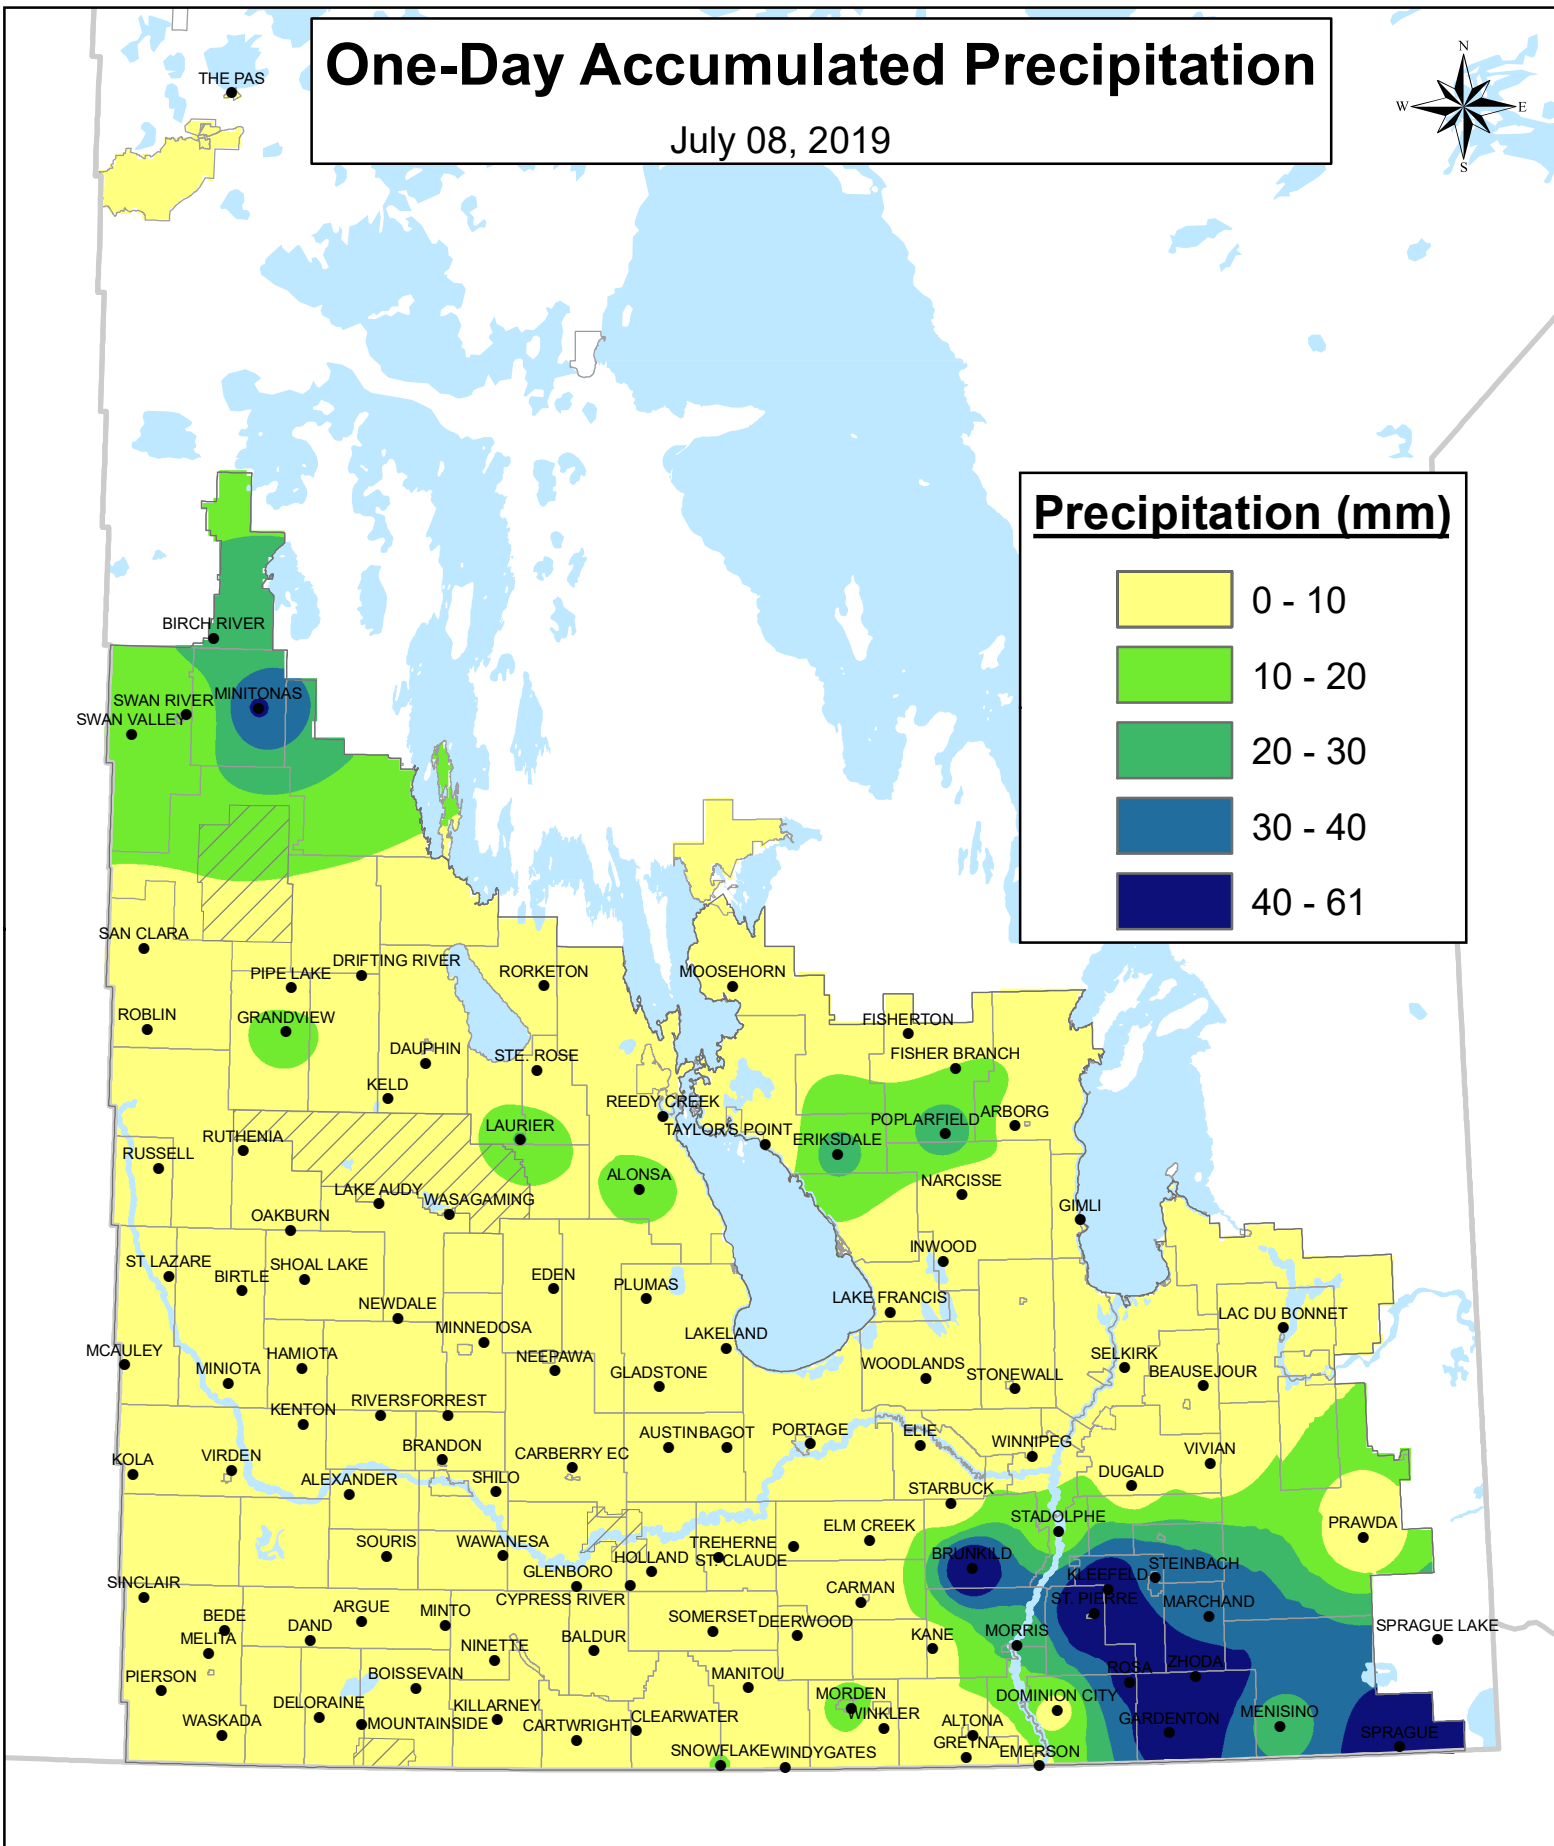 One-Day Accumulated Precipitation
July 08, 2019
N
W
E
S
THE PAS
Precipitation (mm)
0 - 10
10 - 20
20 - 30
30 - 40
40 - 61
BIRCH RIVER
SWAN RIVER
MINITONAS
SWAN VALLEY
SAN CLARA
DRIFTING RIVER
PIPE LAKE
RORKETON
MOOSEHORN
ROBLIN
GRANDVIEW
FISHERTON
DAUPHIN
STE. ROSE
FISHER BRANCH
KELD
REEDY CREEK
LAURIER
TAYLOR'S POINT
POPLARFIELD
ARBORG
RUTHENIA
ERIKSDALE
RUSSELL
ALONSA
LAKE AUDY
WASAGAMING
NARCISSE
OAKBURN
GIMLI
ST LAZARE
BIRTLE
SHOAL LAKE
EDEN
PLUMAS
INWOOD
NEWDALE
LAKE FRANCIS
LAC DU BONNET
MINNEDOSA
LAKELAND
MCAULEY
MINIOTA
HAMIOTA
NEEPAWA
GLADSTONE
WOODLANDS
STONEWALL
SELKIRK
BEAUSEJOUR
KENTON
RIVERS
FORREST
KOLA
VIRDEN
BRANDON
CARBERRY EC
AUSTIN
BAGOT
PORTAGE
ELIE
WINNIPEG
VIVIAN
ALEXANDER
SHILO
DUGALD
STARBUCK
SOURIS
WAWANESA
TREHERNE
ELM CREEK
STADOLPHE
PRAWDA
HOLLAND
ST. CLAUDE
BRUNKILD
STEINBACH
SINCLAIR
GLENBORO
KLEEFELD
CYPRESS RIVER
CARMAN
ST. PIERRE
MARCHAND
BEDE
ARGUE
MINTO
SOMERSET
DEERWOOD
SPRAGUE LAKE
MELITA
DAND
NINETTE
BALDUR
KANE
MORRIS
PIERSON
BOISSEVAIN
MANITOU
ROSA
ZHODA
DELORAINE
KILLARNEY
MORDEN
DOMINION CITY
WASKADA
MOUNTAINSIDE
CARTWRIGHT
CLEARWATER
WINKLER
ALTONA
GARDENTON
MENISINO
SPRAGUE
SNOWFLAKE
WINDYGATES
GRETNA
EMERSON